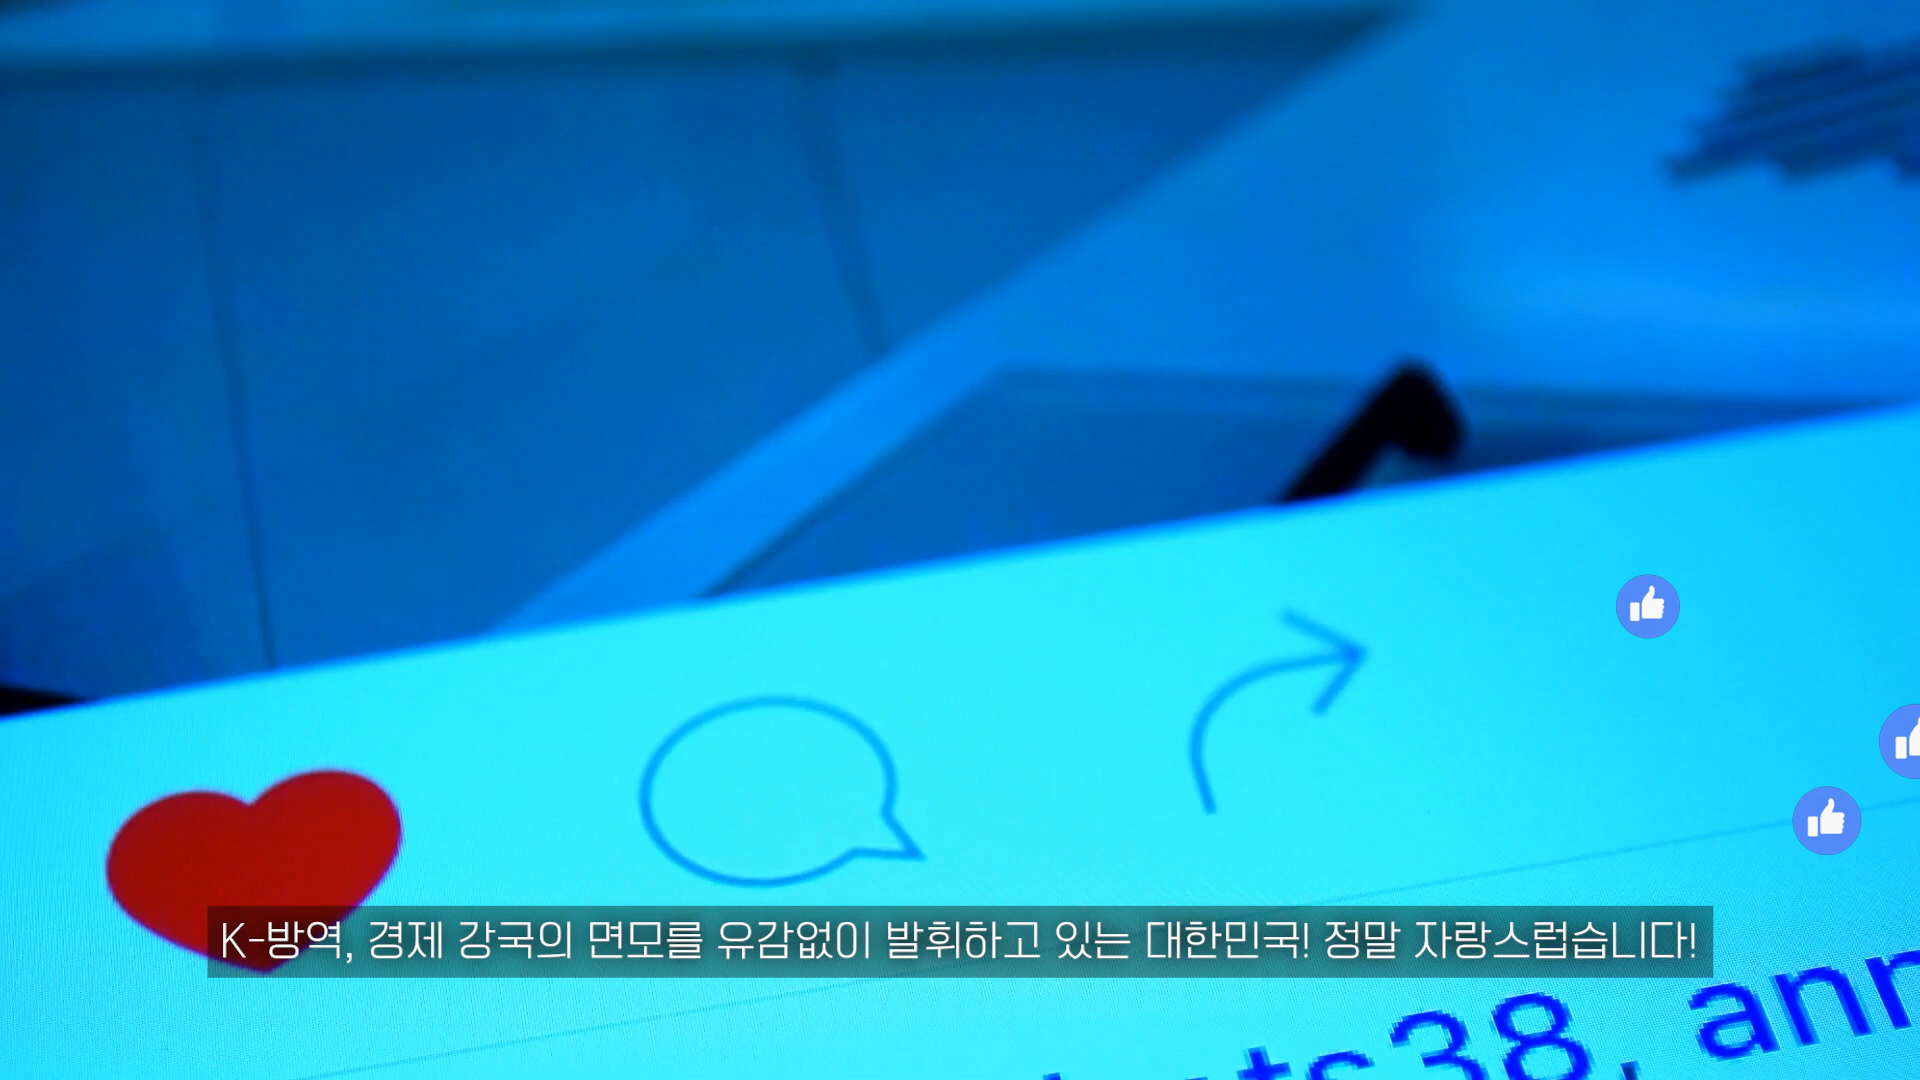 K-방역, 경제 강국의 면모를 유감없이 발휘하고 있는 대한민국! 정말 자랑스럽습니다!